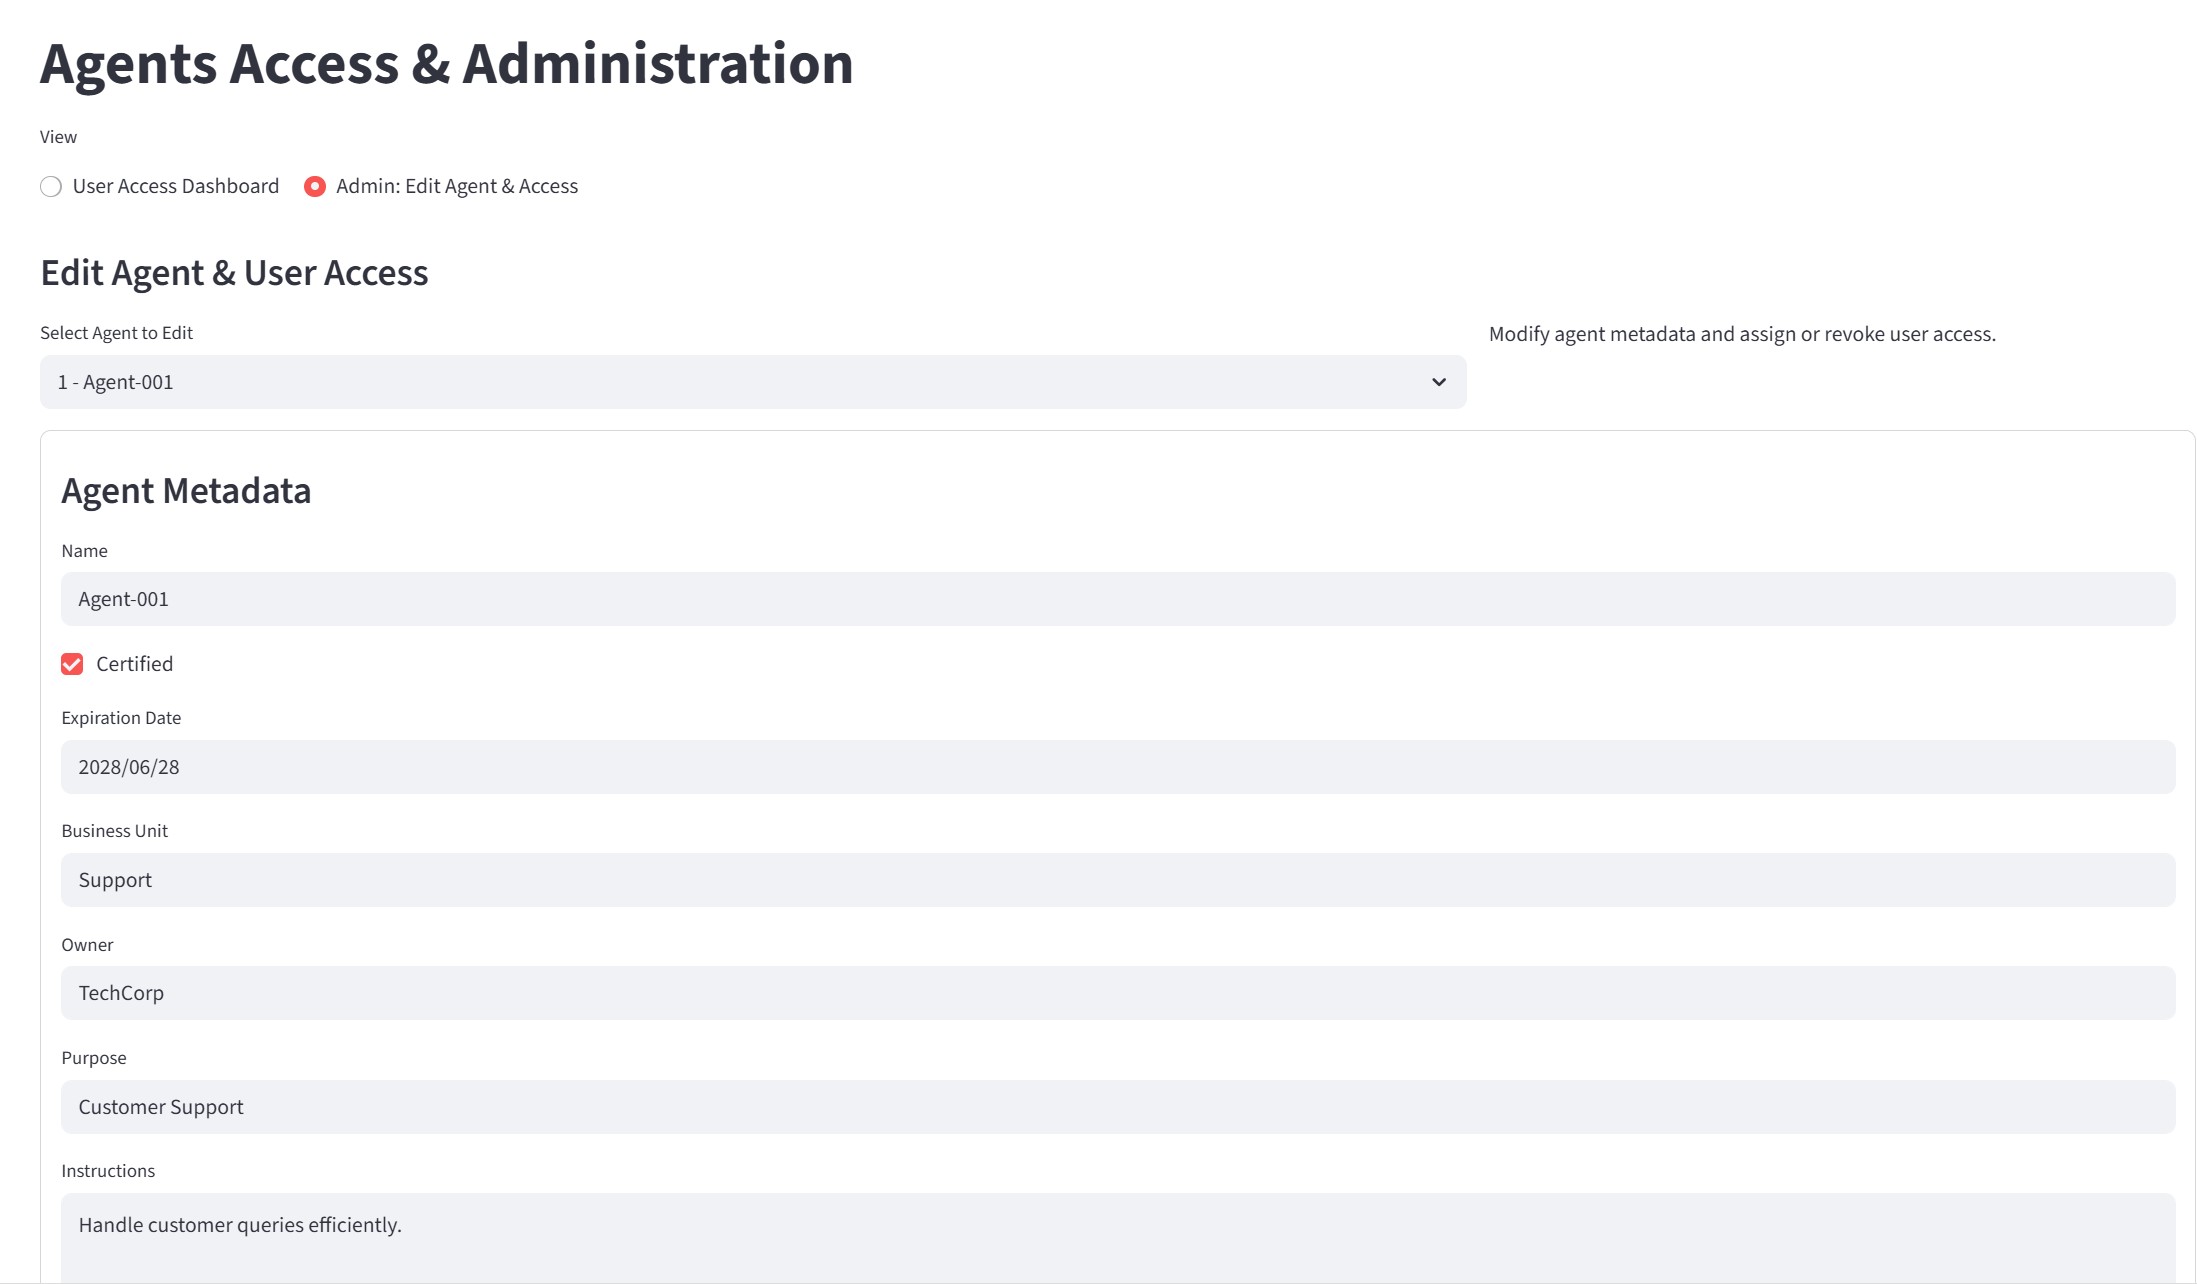 Agents Access & Administration
View
User Access Dashboard
Admin: Edit Agent & Access
Edit Agent & User Access
Select Agent to Edit
1 - Agent-001
Modify agent metadata and assign or revoke user access.
Agent Metadata
Name
Agent-001
Certified
Expiration Date
2028/06/28
Business Unit
Support
Owner
TechCorp
Purpose
Customer Support
Instructions
Handle customer queries efficiently.